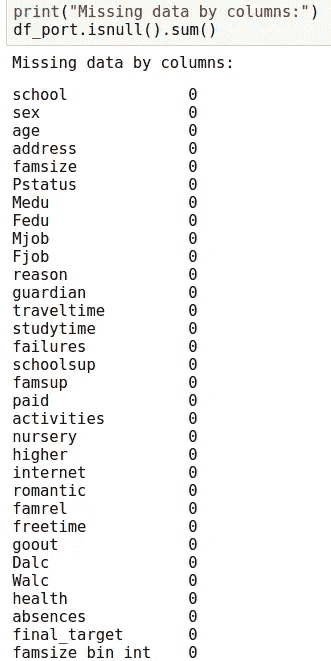 print("Missing data by columns:")
df_port.isnull().sum()
Missing data by columns:
school 0
sex 0
age 0
address 0
famsize 0
Pstatus 0
Medu 0
Fedu 0
Mjob 0
Fjob 0
reason 0
guardian 0
traveltime 0
studytime 0
failures 0
schoolsup 0
famsup 0
paid 0
activities 0
nursery 0
higher 0
internet 0
romantic 0
famrel 0
freetime 0
goout 0
Dalc 0
Walc 0
health 0
absences 0
final_target 0
famsize_bin_int 0